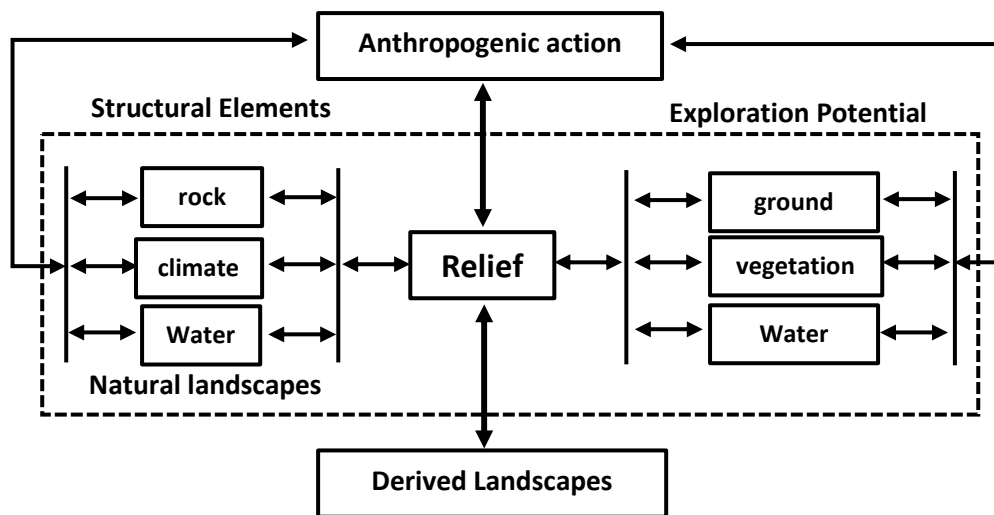 Anthropogenic action
Structural Elements
Exploration Potential
rock
climate
Water
Natural landscapes
Relief
ground
vegetation
Water
Derived Landscapes